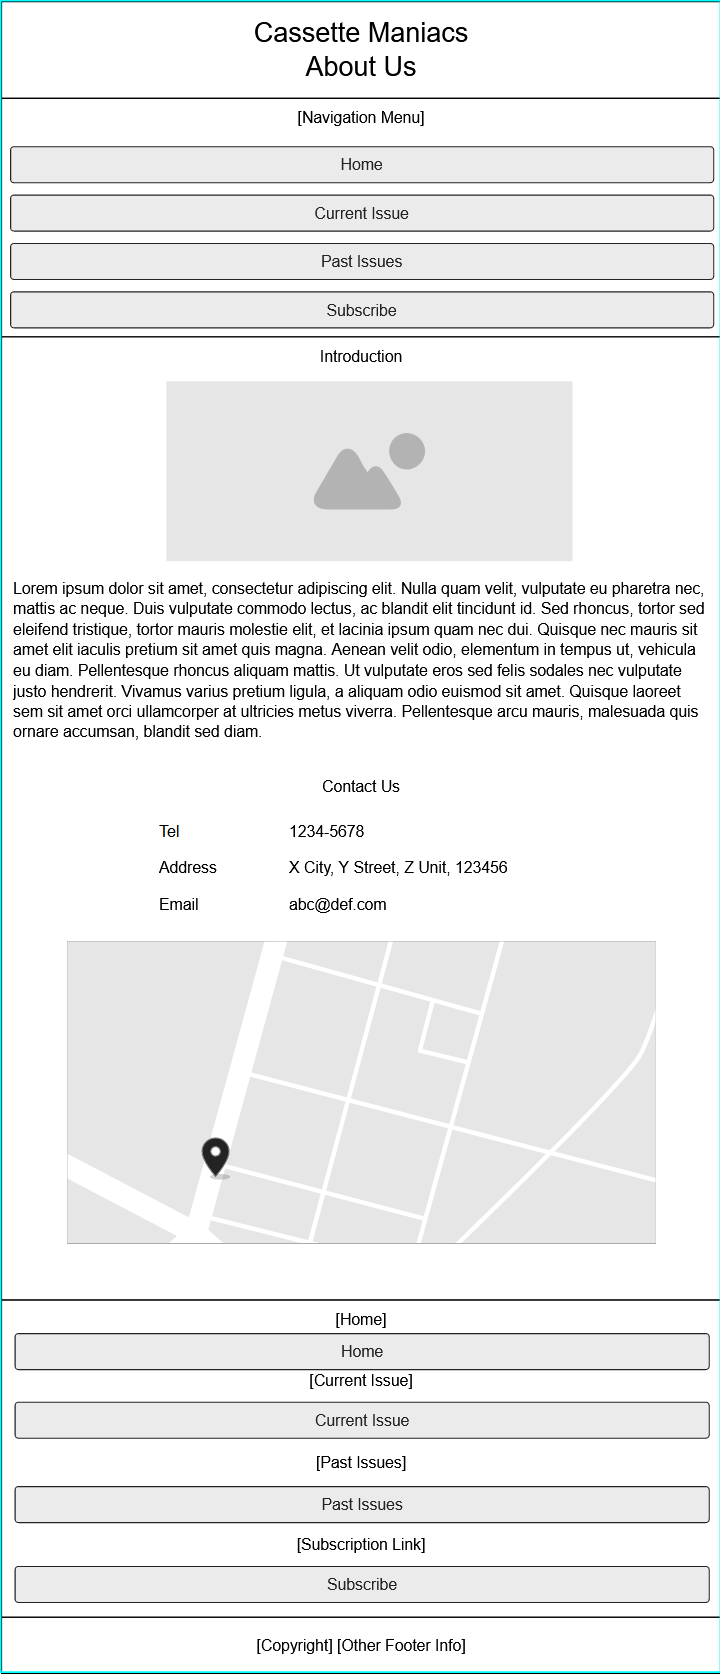 Cassette Maniacs
About Us
[Navigation Menu]
Home
Current Issue
Past Issues
Subscribe
Introduction
Lorem ipsum dolor sit amet, consectetur adipiscing elit. Nulla quam velit, vulputate eu pharetra nec,
mattis ac neque. Duis vulputate commodo lectus, ac blandit elit tincidunt id. Sed rhoncus, tortor sed
eleifend tristique, tortor mauris molestie elit, et lacinia ipsum quam nec dui. Quisque nec mauris sit
amet elit iaculis pretium sit amet quis magna. Aenean velit odio, elementum in tempus ut, vehicula
eu diam. Pellentesque rhoncus aliquam mattis. Ut vulputate eros sed felis sodales nec vulputate
justo hendrerit. Vivamus varius pretium ligula, a aliquam odio euismod sit amet. Quisque laoreet
sem sit amet orci ullamcorper at ultricies metus viverra. Pellentesque arcu mauris, malesuada quis
ornare accumsan, blandit sed diam.
Contact Us
Tel 1234-5678
Address X City, Y Street, Z Unit, 123456
Email abc@def.com
[Home]
Home
[Current Issue]
Current Issue
[Past Issues]
Past Issues
[Subscription Link]
Subscribe
[Copyright] [Other Footer Info]